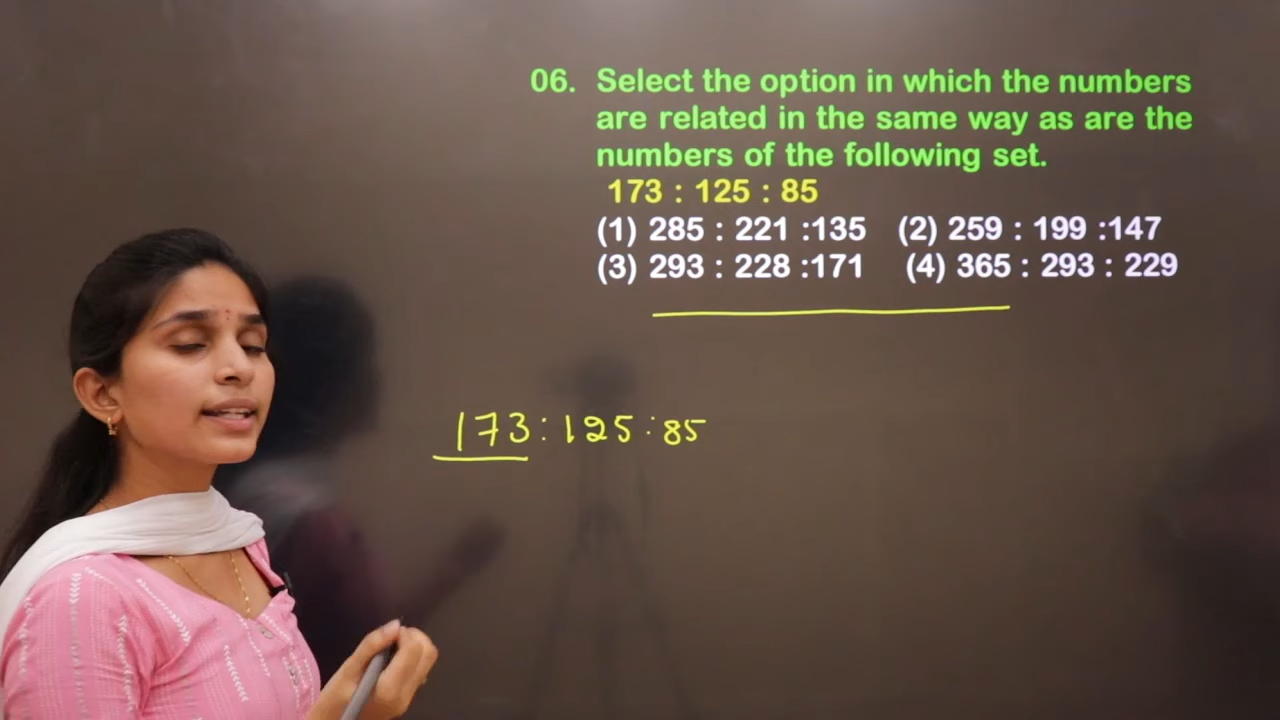 06. Select the option in which the numbers
are related in the same way as are the
numbers of the following set.
173 : 125 : 85
(1) 285 : 221 :135 (2) 259 : 199 :147
(3) 293 : 228 :171 (4) 365 : 293 : 229
173 : 125 : 85